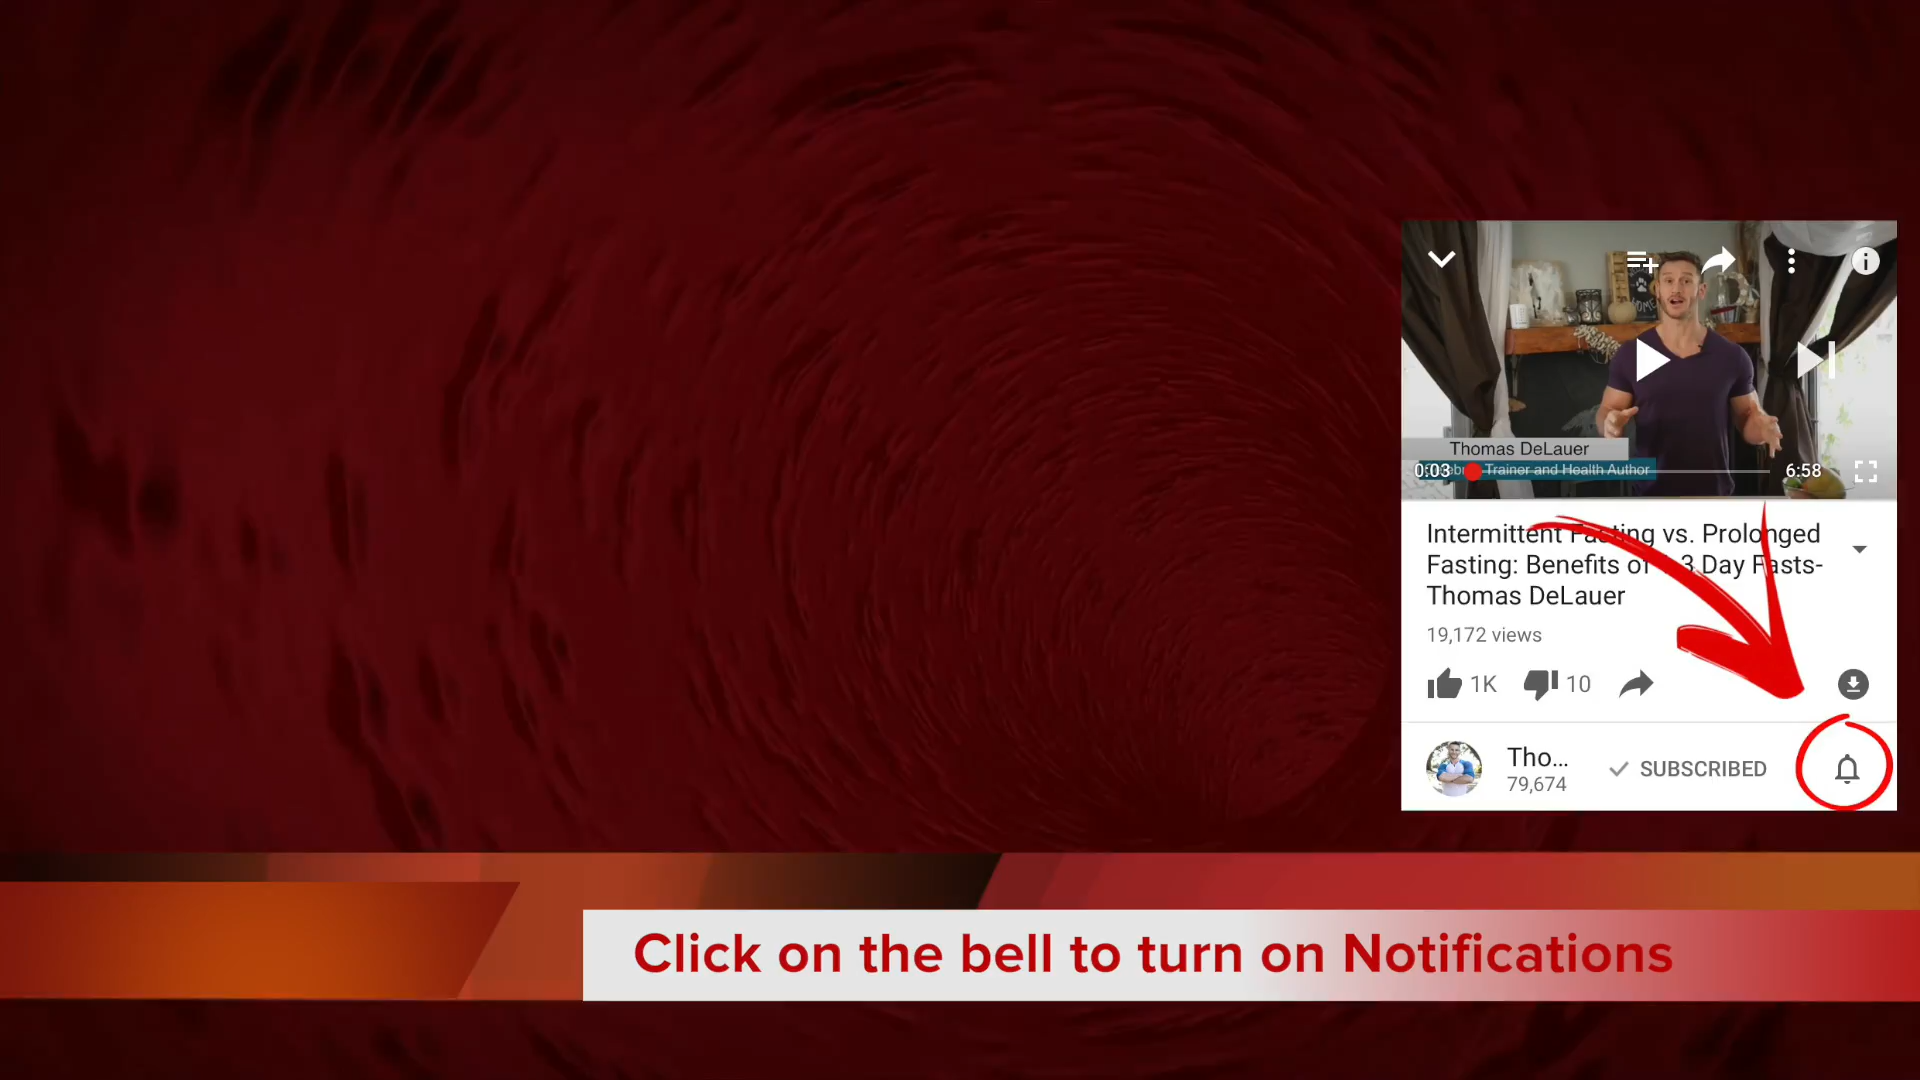 HOME
Thomas DeLauer
Trainer and Health Author
0:03
6:58
Intermittent Fasting vs. Prolonged
Fasting: Benefits of 3 Day Fasts-
Thomas DeLauer
19,172 views
1K
10
Tho...
SUBSCRIBED
79,674
Click on the bell to turn on Notifications